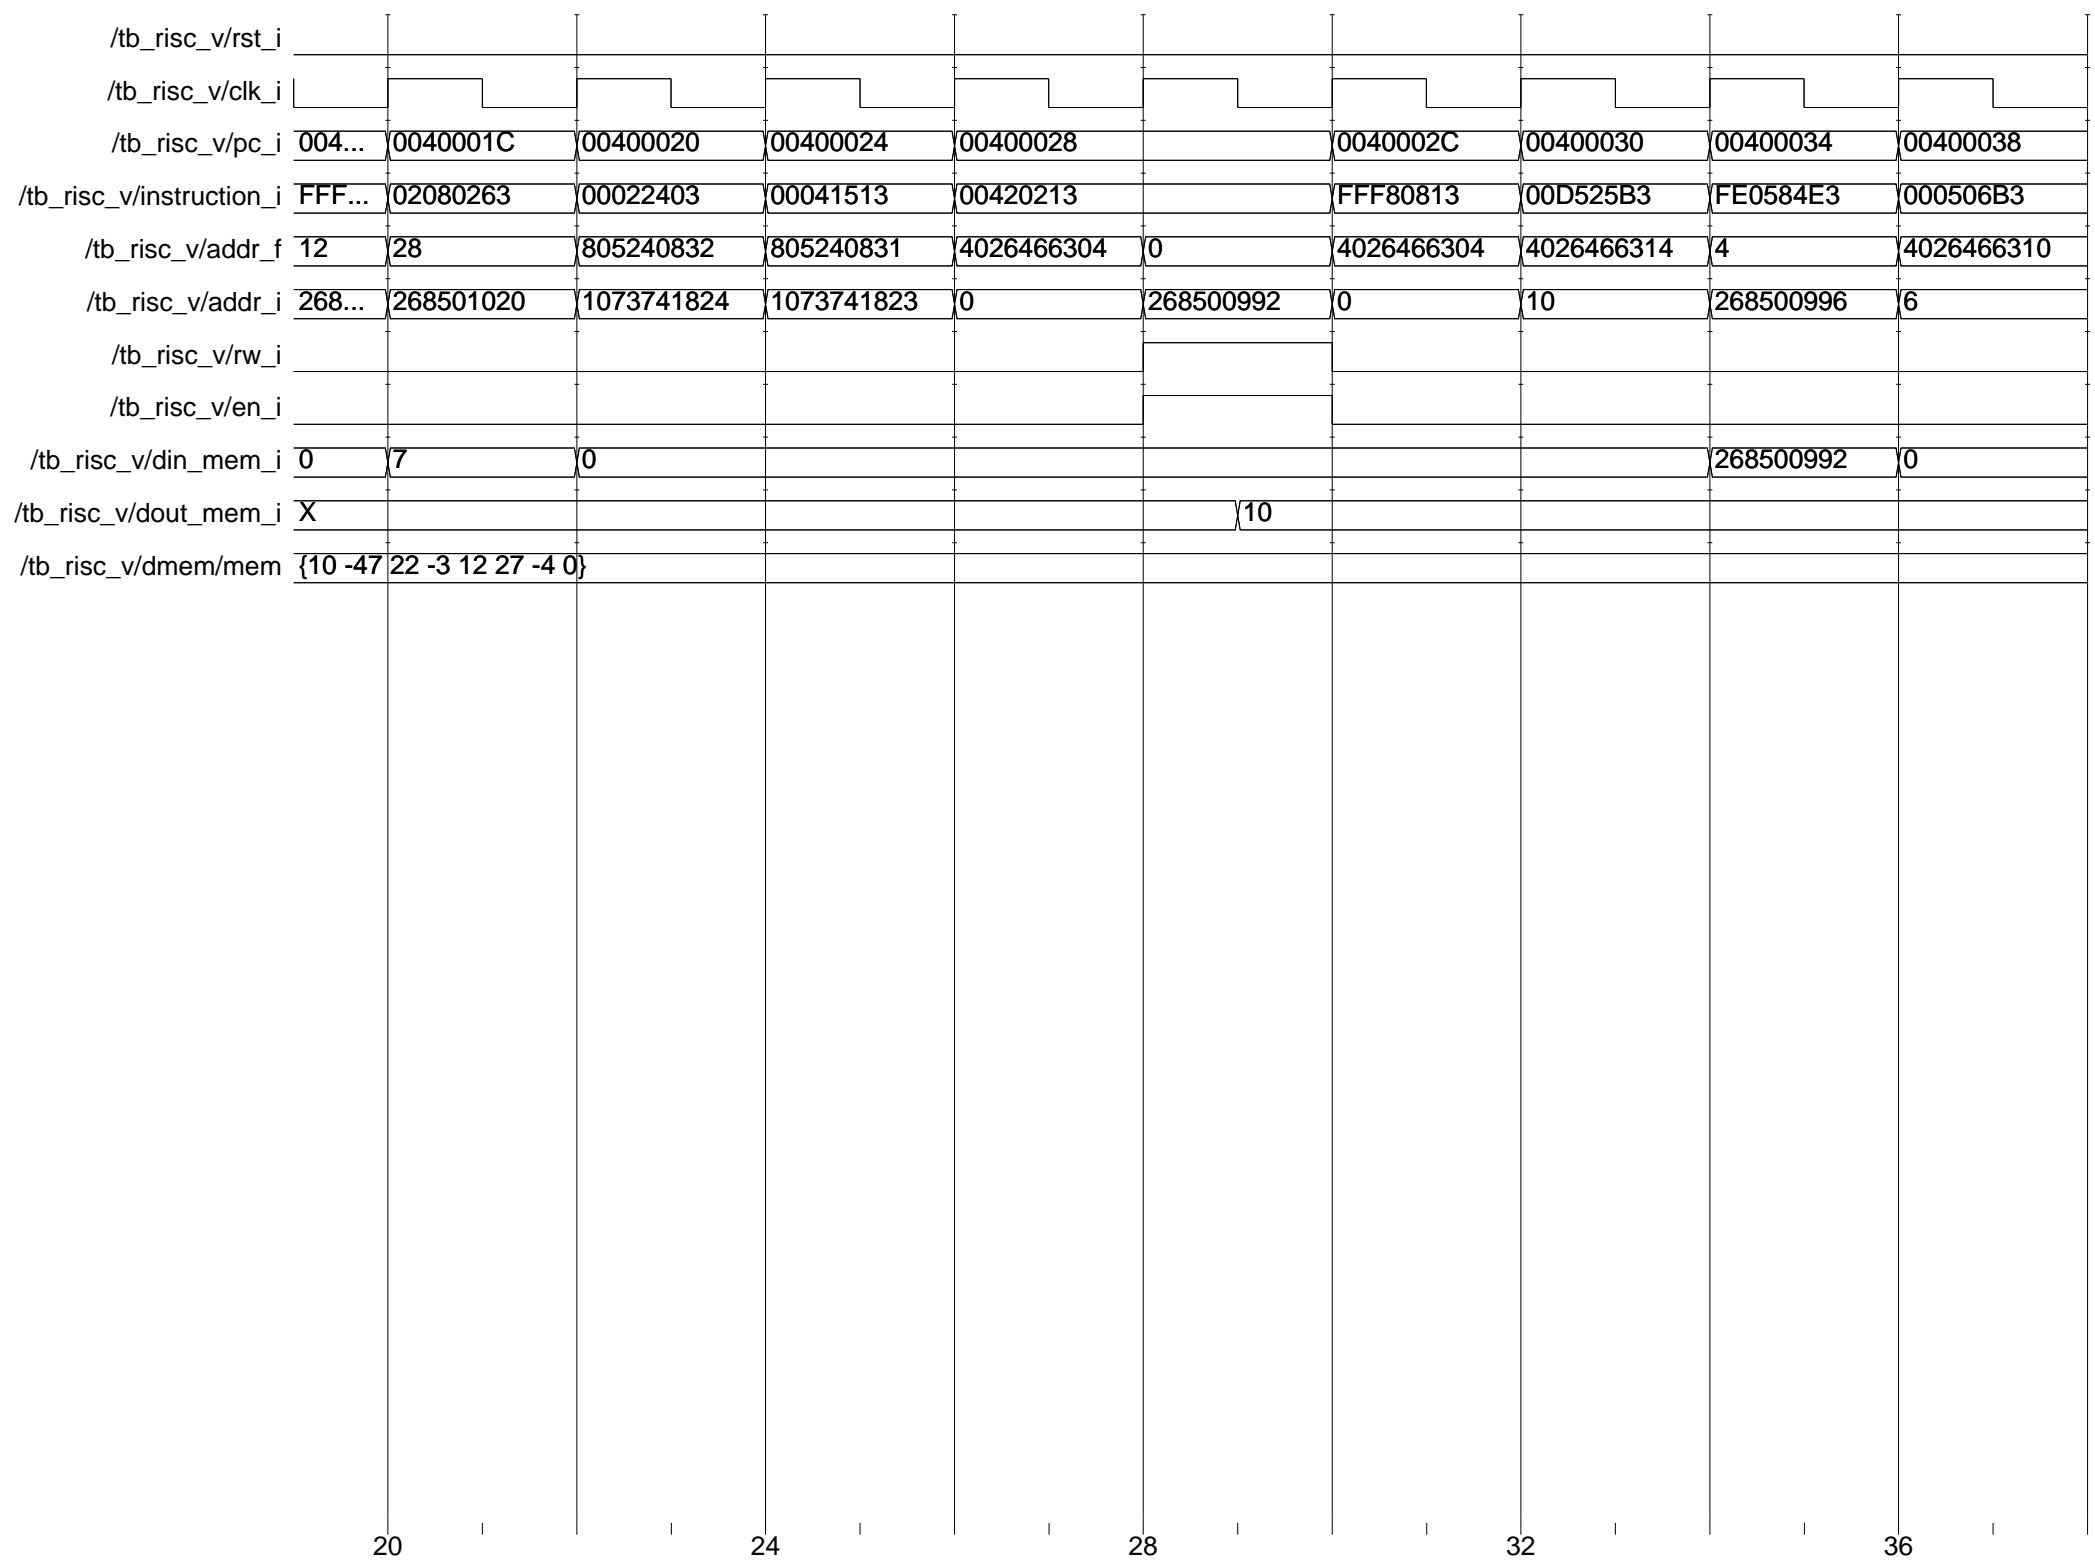 /tb_risc_v/rst_i
/tb_risc_v/clk_i
/tb_risc_v/pc_i 004... 0040001C 00400020 00400024 00400028 0040002C 00400030 00400034 00400038
/tb_risc_v/instruction_i FFF... 02080263 00022403 00041513 00420213 FFF80813 00D525B3 FE0584E3 000506B3
/tb_risc_v/addr_f 12 28 805240832 805240831 4026466304 0 4026466304 4026466314 4 4026466310
/tb_risc_v/addr_i 268... 268501020 1073741824 1073741823 0 268500992 0 10 268500996 6
/tb_risc_v/rw_i
/tb_risc_v/en_i
/tb_risc_v/din_mem_i 0 7 0 268500992 0
/tb_risc_v/dout_mem_i X 10
/tb_risc_v/dmem/mem {10 -47 22 -3 12 27 -4 0}
20 24 28 32 36